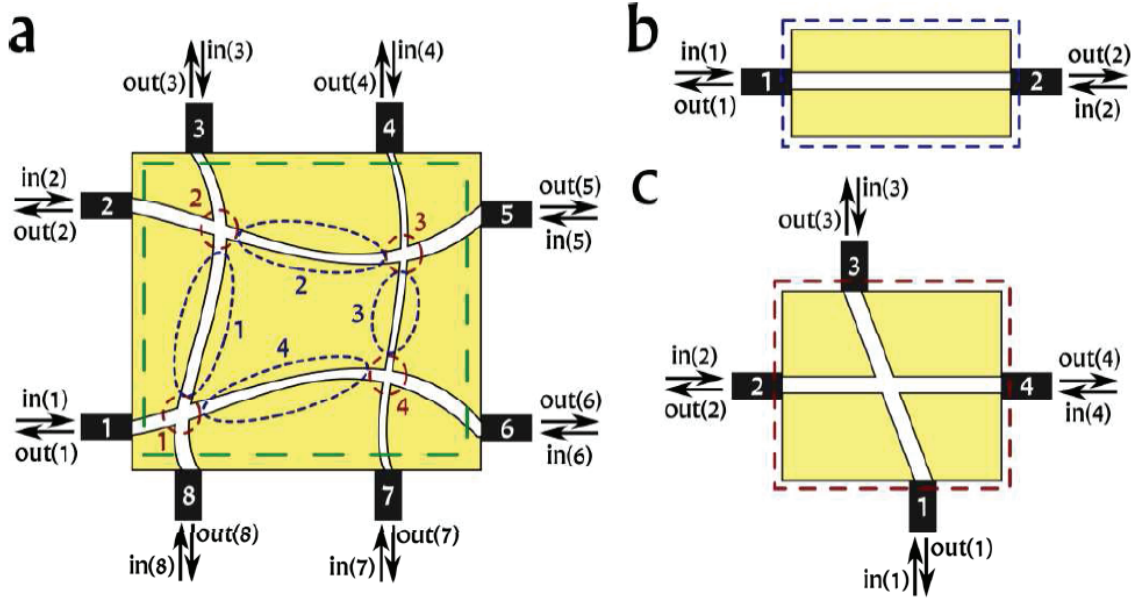 a
in(3)
out(3)
in(4)
out(4)
3
4
in(2)
out(2)
2
2
3
out(5)
in(5)
5
2
1
3
4
in(1)
out(1)
1
1
4
out(6)
in(6)
6
8
7
in(8)
out(8)
in(7)
out(7)
b
in(1)
out(1)
1
2
out(2)
in(2)
c
in(3)
out(3)
3
in(2)
out(2)
2
4
out(4)
in(4)
1
in(1)
out(1)